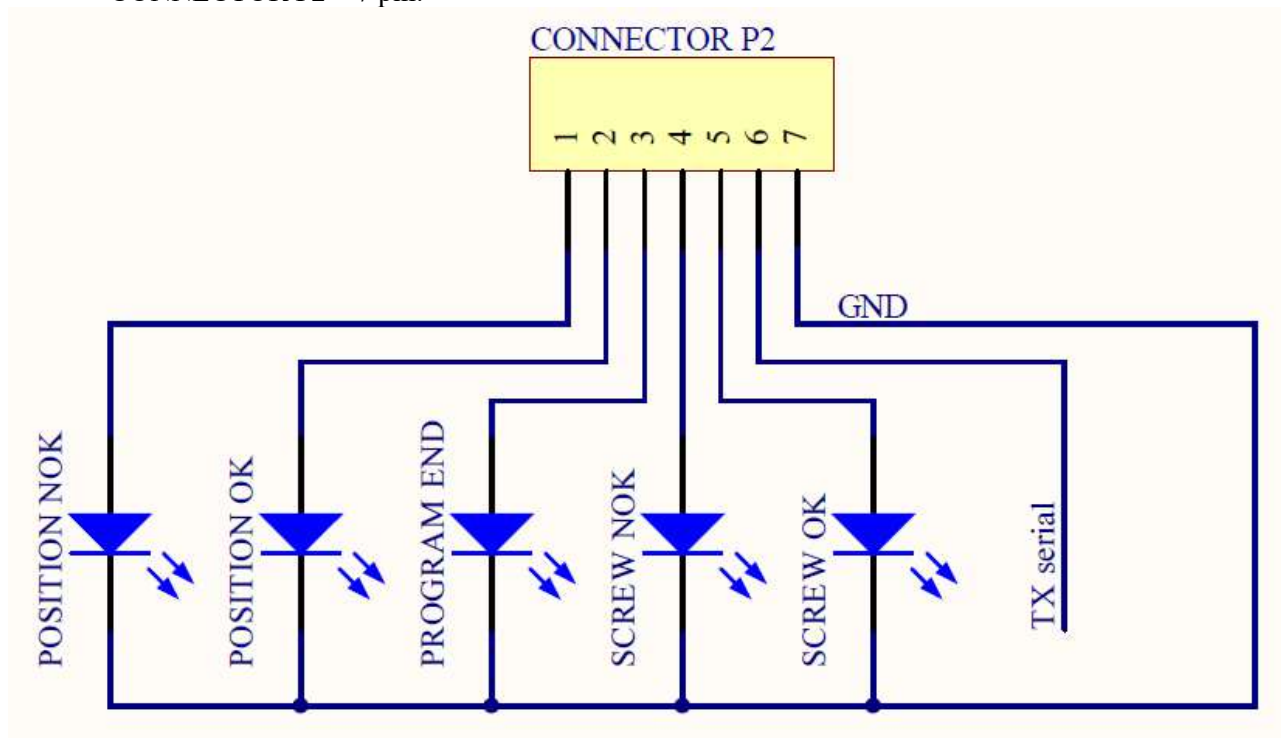 CONNECTOR P2
1 2 3 4 5 6 7
GND
POSITION NOK
POSITION OK
PROGRAM END
SCREW NOK
SCREW OK
TX serial